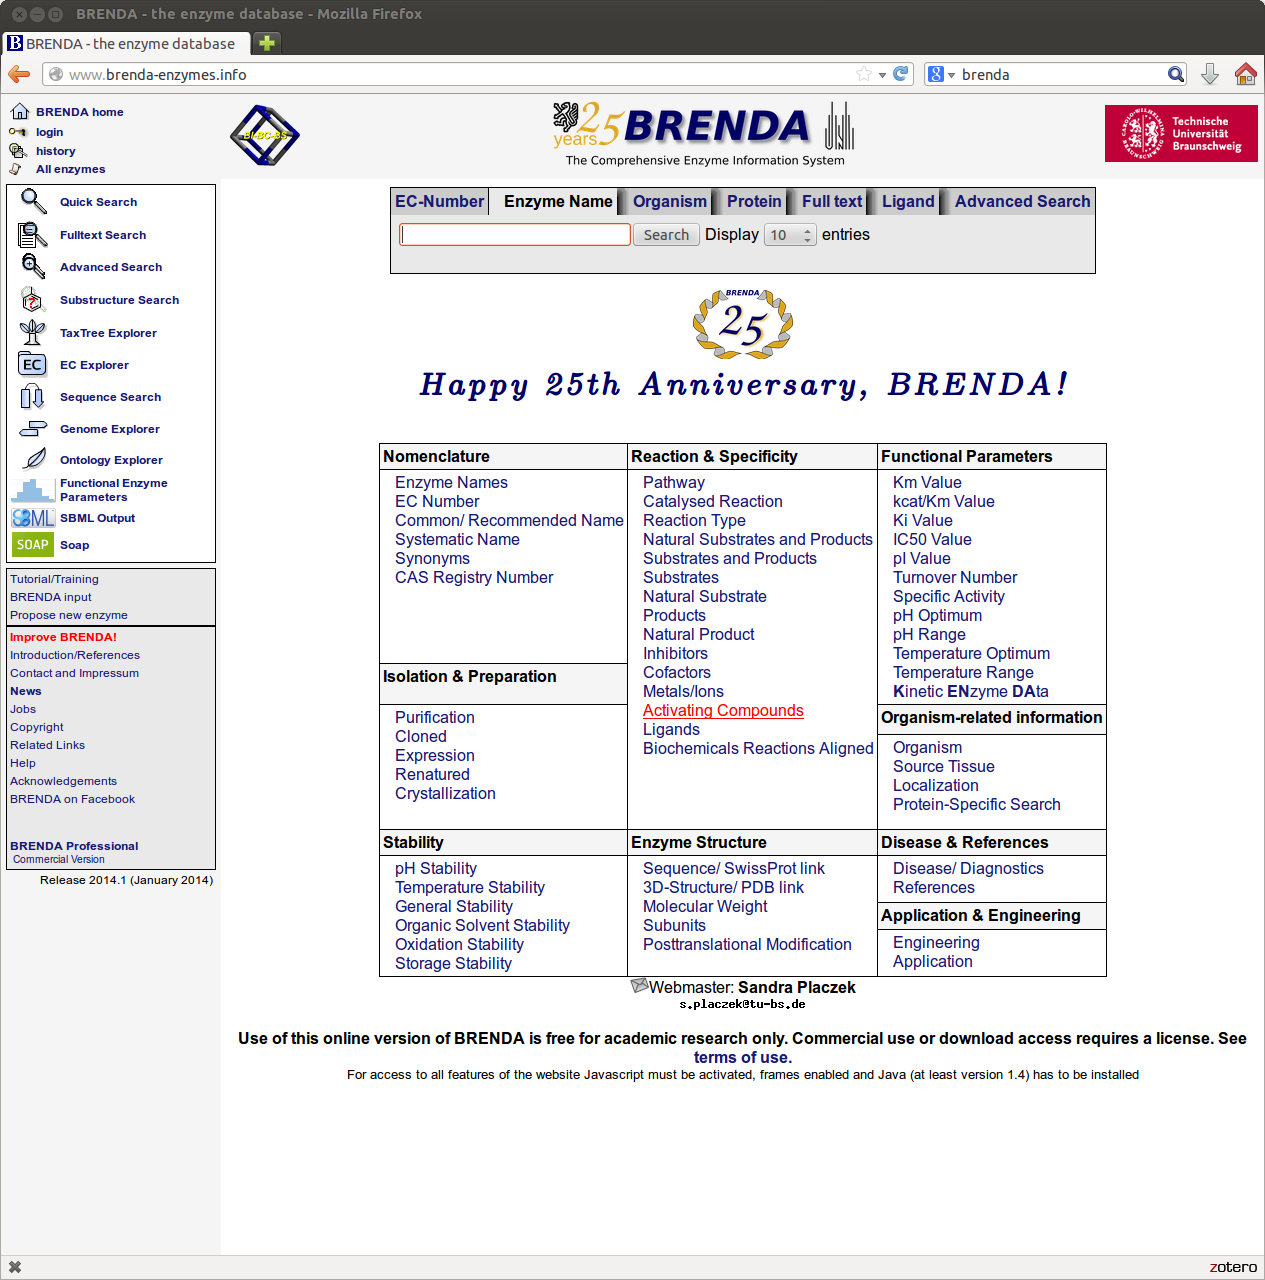 BRENDA - the enzyme database - Mozilla Firefox
BRENDA - the enzyme database
www.brenda-enzymes.info
brenda
BRENDA home
login
history
All enzymes
BI-BC-BS
25
years
BRENDA
The Comprehensive Enzyme Information System
Technische
Universität
Braunschweig
Quick Search
Fulltext Search
Advanced Search
Substructure Search
TaxTree Explorer
EC
EC Explorer
Sequence Search
Genome Explorer
Ontology Explorer
Functional Enzyme
Parameters
SBML
SBML Output
SOAP
Soap
Tutorial/Training
BRENDA input
Propose new enzyme
Improve BRENDA!
Introduction/References
Contact and Impressum
News
Jobs
Copyright
Related Links
Help
Acknowledgements
BRENDA on Facebook
BRENDA Professional
Commercial Version
Release 2014.1 (January 2014)
EC-Number Enzyme Name Organism Protein Full text Ligand Advanced Search
Search Display 10 entries
BRENDA
25
Happy 25th Anniversary, BRENDA!
Nomenclature
Enzyme Names
EC Number
Common/ Recommended Name
Systematic Name
Synonyms
CAS Registry Number
Isolation & Preparation
Purification
Cloned
Expression
Renatured
Crystallization
Reaction & Specificity
Pathway
Catalysed Reaction
Reaction Type
Natural Substrates and Products
Substrates and Products
Substrates
Natural Substrate
Products
Natural Product
Inhibitors
Cofactors
Metals/Ions
Activating Compounds
Ligands
Biochemicals Reactions Aligned
Functional Parameters
Km Value
kcat/Km Value
Ki Value
IC50 Value
pI Value
Turnover Number
Specific Activity
pH Optimum
pH Range
Temperature Optimum
Temperature Range
Kinetic ENzyme DAta
Organism-related information
Organism
Source Tissue
Localization
Protein-Specific Search
Stability
pH Stability
Temperature Stability
General Stability
Organic Solvent Stability
Oxidation Stability
Storage Stability
Enzyme Structure
Sequence/ SwissProt link
3D-Structure/ PDB link
Molecular Weight
Subunits
Posttranslational Modification
Disease & References
Disease/ Diagnostics
References
Application & Engineering
Engineering
Application
Webmaster: Sandra Placzek
s.placzek@tu-bs.de
Use of this online version of BRENDA is free for academic research only. Commercial use or download access requires a license. See
terms of use.
For access to all features of the website Javascript must be activated, frames enabled and Java (at least version 1.4) has to be installed
zotero